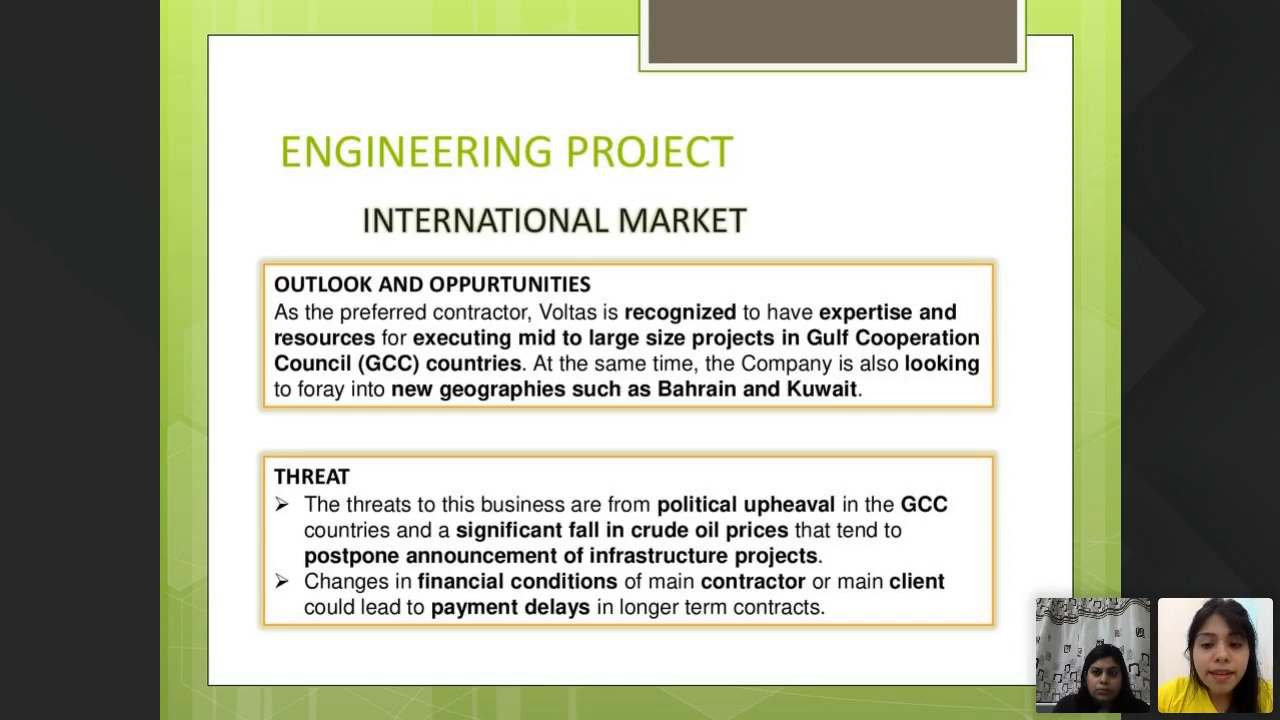 ENGINEERING PROJECT
INTERNATIONAL MARKET
OUTLOOK AND OPPURTUNITIES
As the preferred contractor, Voltas is recognized to have expertise and
resources for executing mid to large size projects in Gulf Cooperation
Council (GCC) countries. At the same time, the Company is also looking
to foray into new geographies such as Bahrain and Kuwait.
THREAT
➢ The threats to this business are from political upheaval in the GCC
countries and a significant fall in crude oil prices that tend to
postpone announcement of infrastructure projects.
➢ Changes in financial conditions of main contractor or main client
could lead to payment delays in longer term contracts.